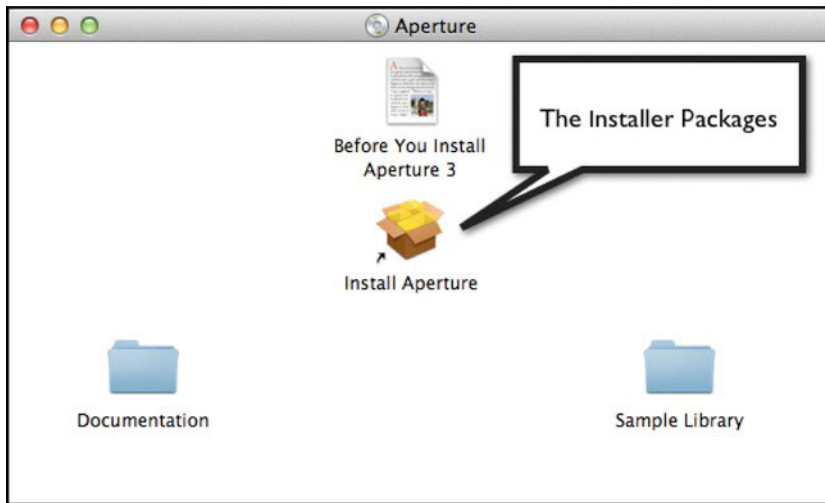 Aperture
Before You Install
Aperture 3
The Installer Packages
Install Aperture
Documentation
Sample Library